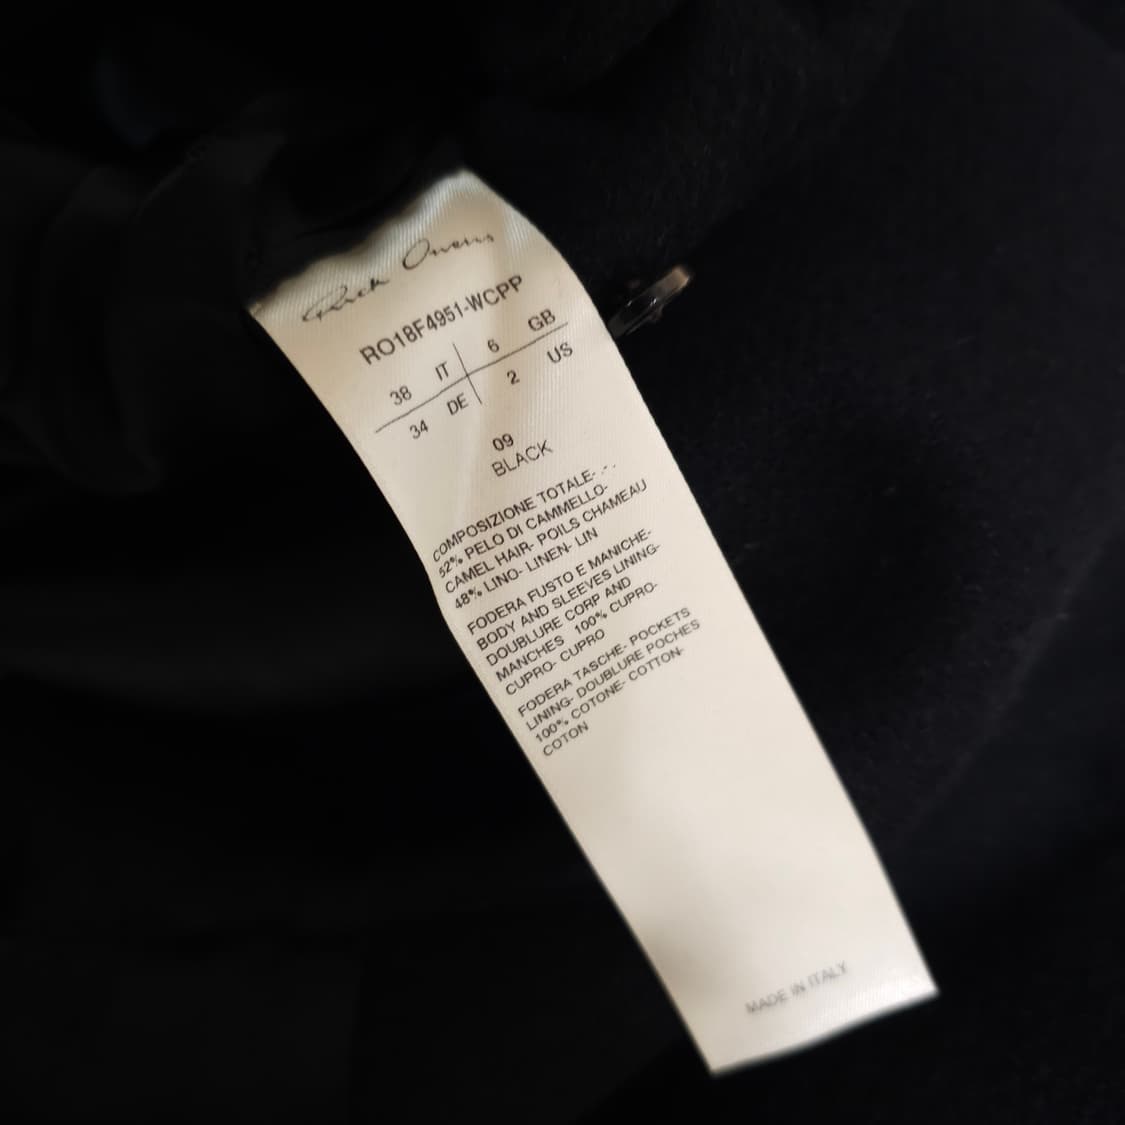 Rick Owens
RO18F4951-WCPP
38 IT 6 GB
34 DE 2 US
09
BLACK
COMPOSIZIONE TOTALE-
52% PELO DI CAMMELLO-
CAMEL HAIR- POILS CHAMEAU
48% LINO- LINEN- LIN
FODERA FUSTO E MANICHE-
BODY AND SLEEVES LINING-
DOUBLURE CORP AND
MANCHES 100% CUPRO-
CUPRO- CUPRO
FODERA TASCHE- POCKETS
LINING- DOUBLURE POCHES
100% COTONE- COTTON-
COTON
MADE IN ITALY